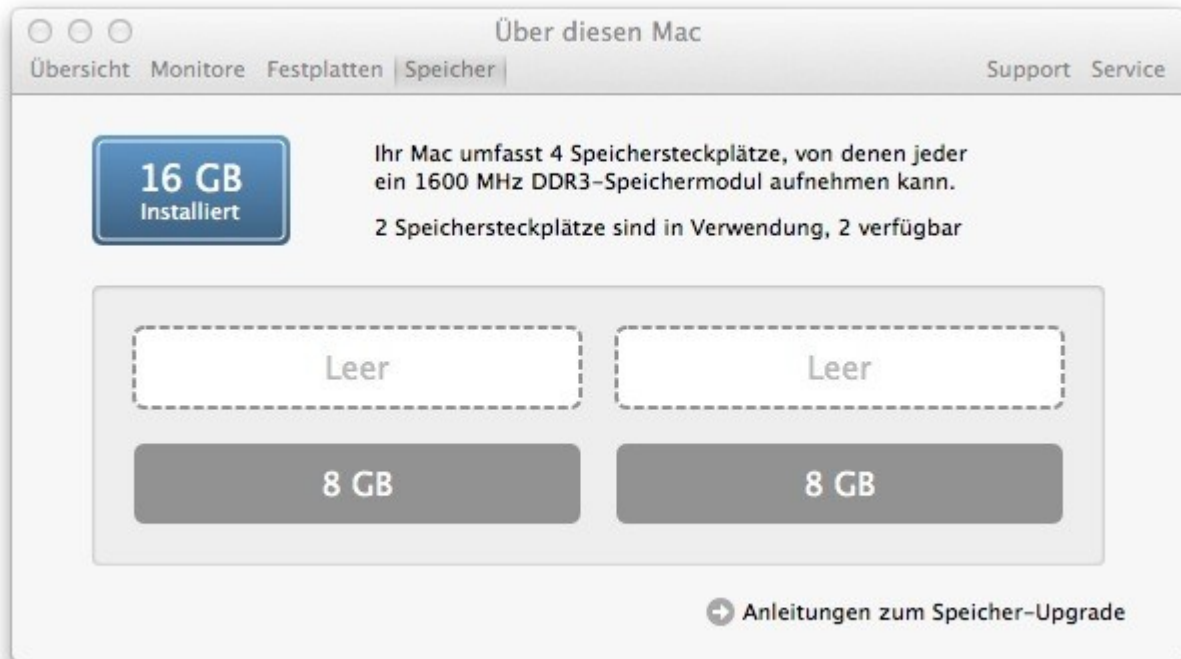 Über diesen Mac
Übersicht Monitore Festplatten Speicher Support Service
16 GB
Installiert
Ihr Mac umfasst 4 Speichersteckplätze, von denen jeder
ein 1600 MHz DDR3-Speichermodul aufnehmen kann.
2 Speichersteckplätze sind in Verwendung, 2 verfügbar
Leer Leer
8 GB 8 GB
Anleitungen zum Speicher-Upgrade